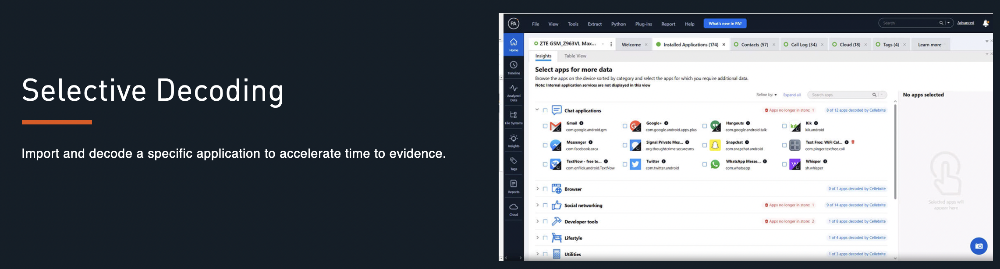 Selective Decoding
Import and decode a specific application to accelerate time to evidence.
PA
File View Tools Extract Python Plug-ins Report Help What's new in PA? Search Advanced
ZTE GSM_Z963VL Max... Welcome Installed Applications (174) Contacts (57) Call Log (34) Cloud (18) Tags (4) Learn more
Home
Timeline
Analyzed
Data
File Systems
Insights
Tags
Reports
Cloud
Insights Table View
Select apps for more data
Browse the apps on the device sorted by category and select the apps for which you require additional data.
Note: Internal application services are not displayed in this view
Refine by: Expand all Search apps
No apps selected
Chat applications Apps no longer in store: 1 8 of 12 apps decoded by Cellebrite
Gmail Google+ Hangouts Kik
com.google.android.gm com.google.android.apps.plus com.google.android.talk kik.android
Messenger Signal Private Mes... Snapchat Text Free: WiFi Cal...
com.facebook.orca org.thoughtcrime.securesms com.snapchat.android com.pinger.textfree.call
TextNow - free te... Twitter WhatsApp Messe... Whisper
com.enflick.android.TextNow com.twitter.android com.whatsapp sh.whisper
Browser 0 of 1 apps decoded by Cellebrite
Social networking Apps no longer in store: 1 9 of 14 apps decoded by Cellebrite
Developer tools Apps no longer in store: 2 1 of 8 apps decoded by Cellebrite
Lifestyle 1 of 4 apps decoded by Cellebrite
Utilities 1 of 3 apps decoded by Cellebrite
Selected apps will
appear here